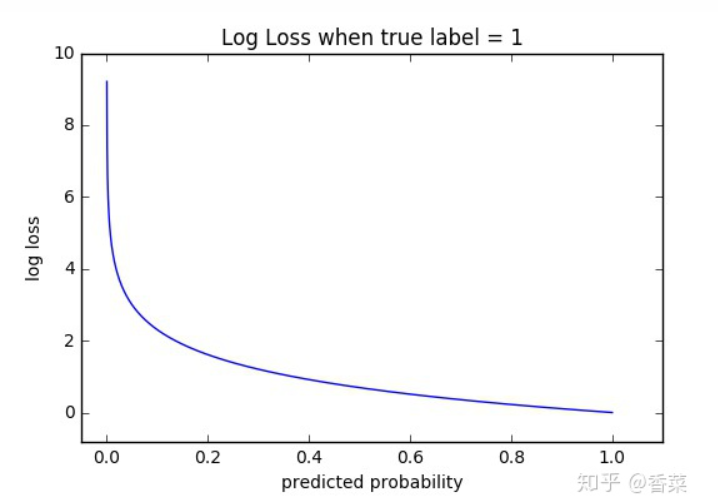 Log Loss when true label = 1
10
8
6
4
2
0
log loss
0.0 0.2 0.4 0.6 0.8 1.0
predicted probability
知乎 @香菜